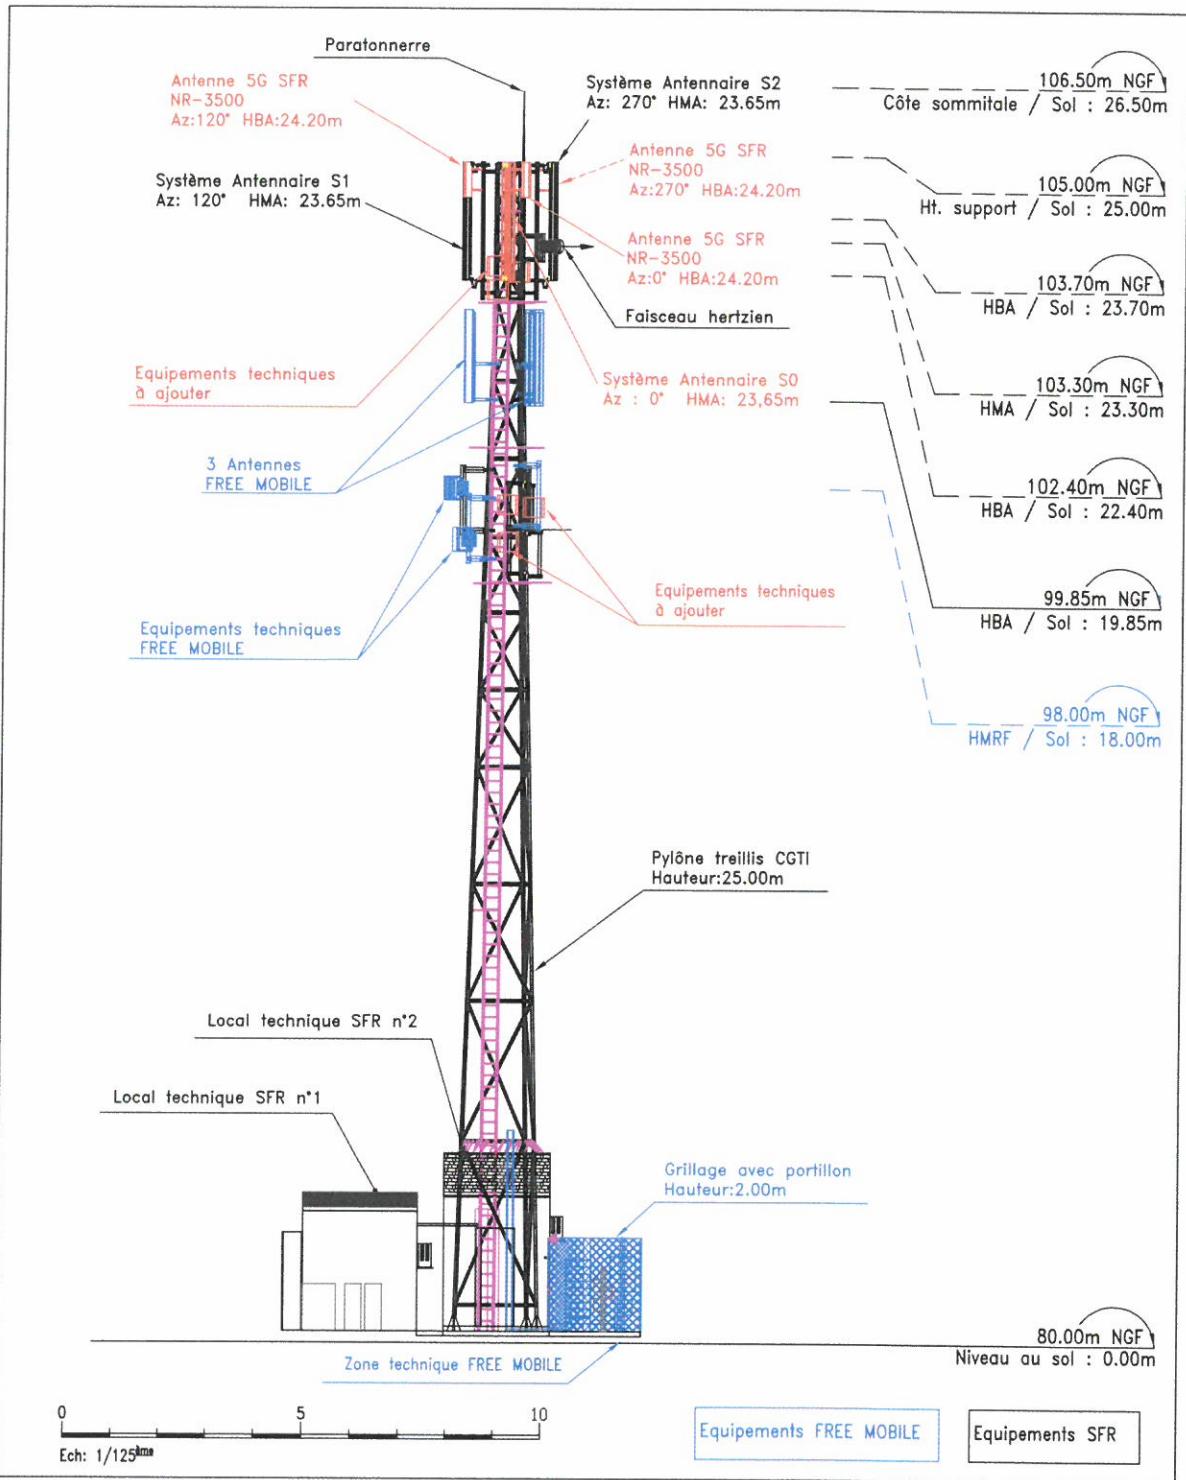 Paratonnerre
Antenne 5G SFR
NR-3500
Az:120° HBA:24.20m
Système Antennaire S2
Az: 270° HMA: 23.65m
106.50m NGF
Côte sommitale / Sol : 26.50m
Système Antennaire S1
Az: 120° HMA: 23.65m
Antenne 5G SFR
NR-3500
Az:270° HBA:24.20m
105.00m NGF
Ht. support / Sol : 25.00m
Antenne 5G SFR
NR-3500
Az:0° HBA:24.20m
103.70m NGF
HBA / Sol : 23.70m
Faisceau hertzien
Equipements techniques
à ajouter
Système Antennaire S0
Az : 0° HMA: 23,65m
103.30m NGF
HMA / Sol : 23.30m
3 Antennes
FREE MOBILE
102.40m NGF
HBA / Sol : 22.40m
Equipements techniques
à ajouter
99.85m NGF
HBA / Sol : 19.85m
Equipements techniques
FREE MOBILE
98.00m NGF
HMRF / Sol : 18.00m
Pylône treillis CGTI
Hauteur:25.00m
Local technique SFR n°2
Local technique SFR n°1
Grillage avec portillon
Hauteur:2.00m
80.00m NGF
Niveau au sol : 0.00m
Zone technique FREE MOBILE
0 5 10
Ech: 1/125ème
Equipements FREE MOBILE
Equipements SFR